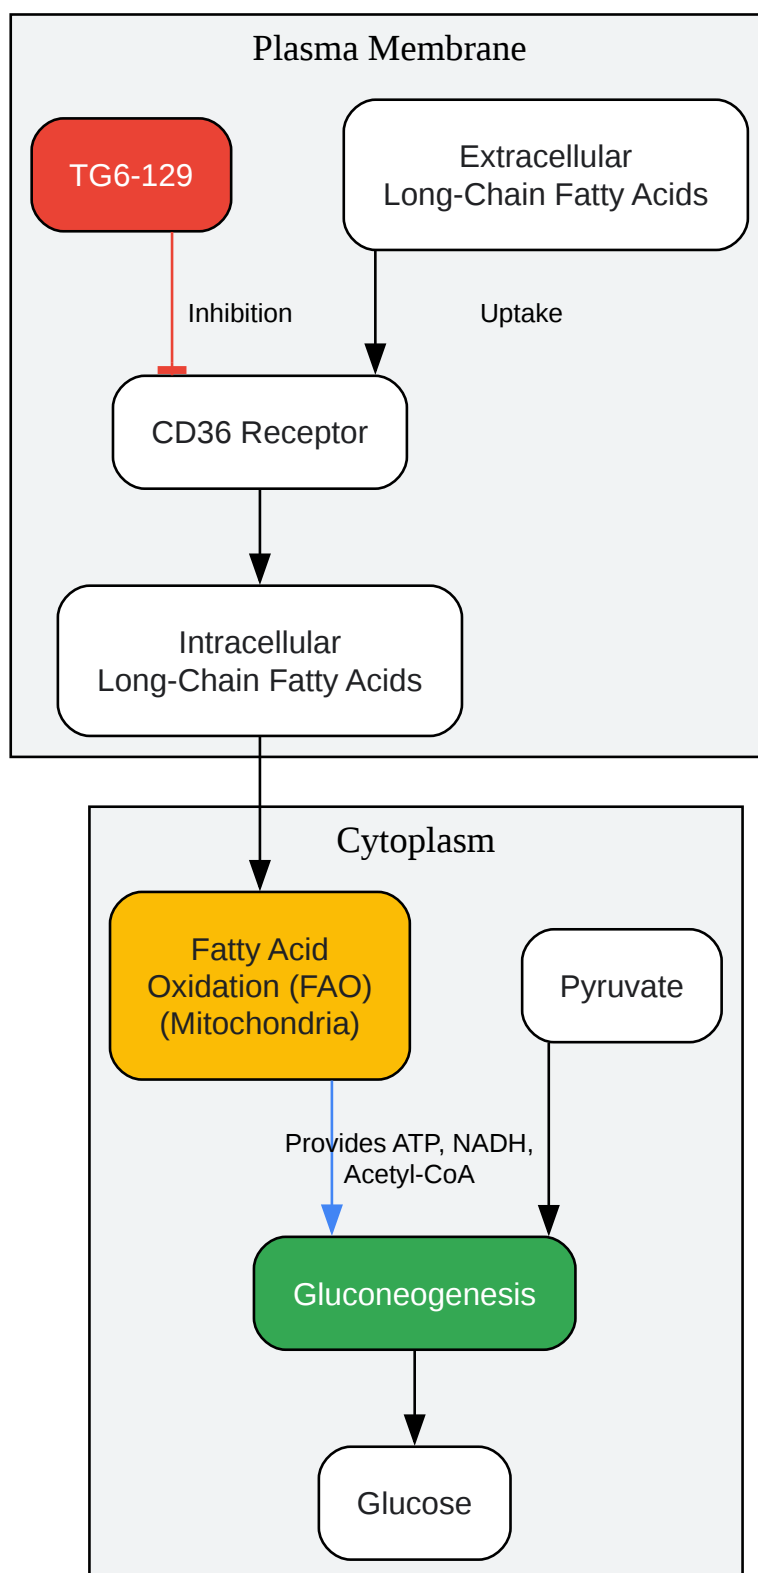 Plasma Membrane
TG6-129
Extracellular
Long-Chain Fatty Acids
Inhibition
Uptake
CD36 Receptor
Intracellular
Long-Chain Fatty Acids
Cytoplasm
Fatty Acid
Oxidation (FAO)
(Mitochondria)
Pyruvate
Provides ATP, NADH,
Acetyl-CoA
Gluconeogenesis
Glucose